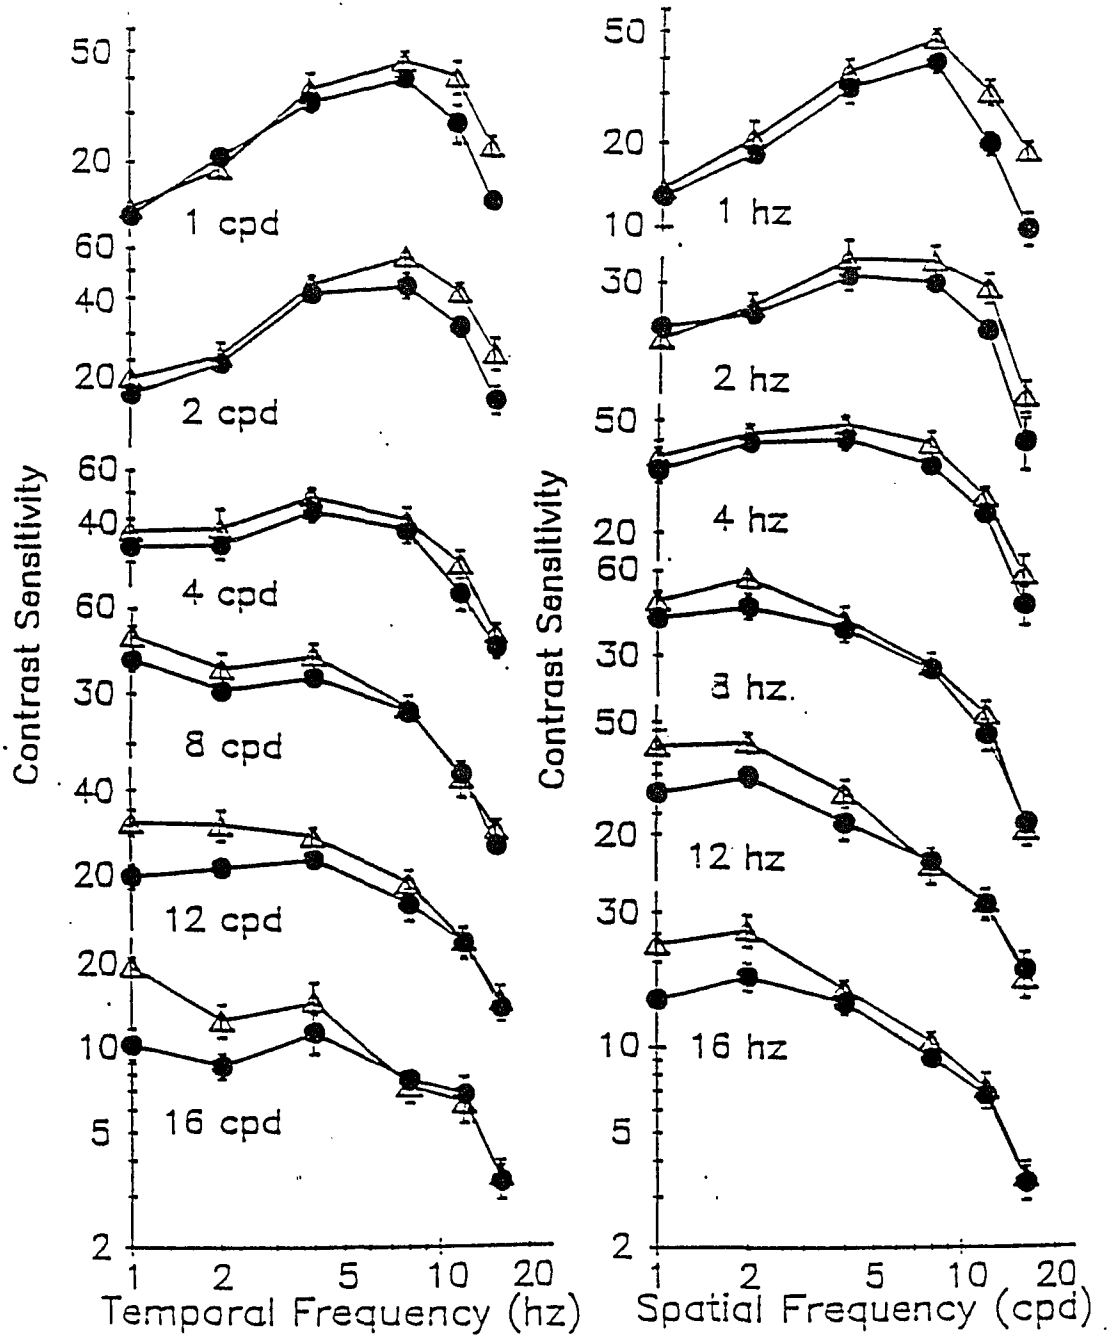 Contrast Sensitivity
50
20
1 cpd
60
40
20
2 cpd
60
40
4 cpd
60
30
8 cpd
40
20
12 cpd
20
10
5
2
16 cpd
1 2 5 10 20
Temporal Frequency (hz)
Contrast Sensitivity
50
20
10
1 hz
30
2 hz
50
20
4 hz
60
30
8 hz
50
20
12 hz
30
10
5
2
16 hz
1 2 5 10 20
Spatial Frequency (cpd)